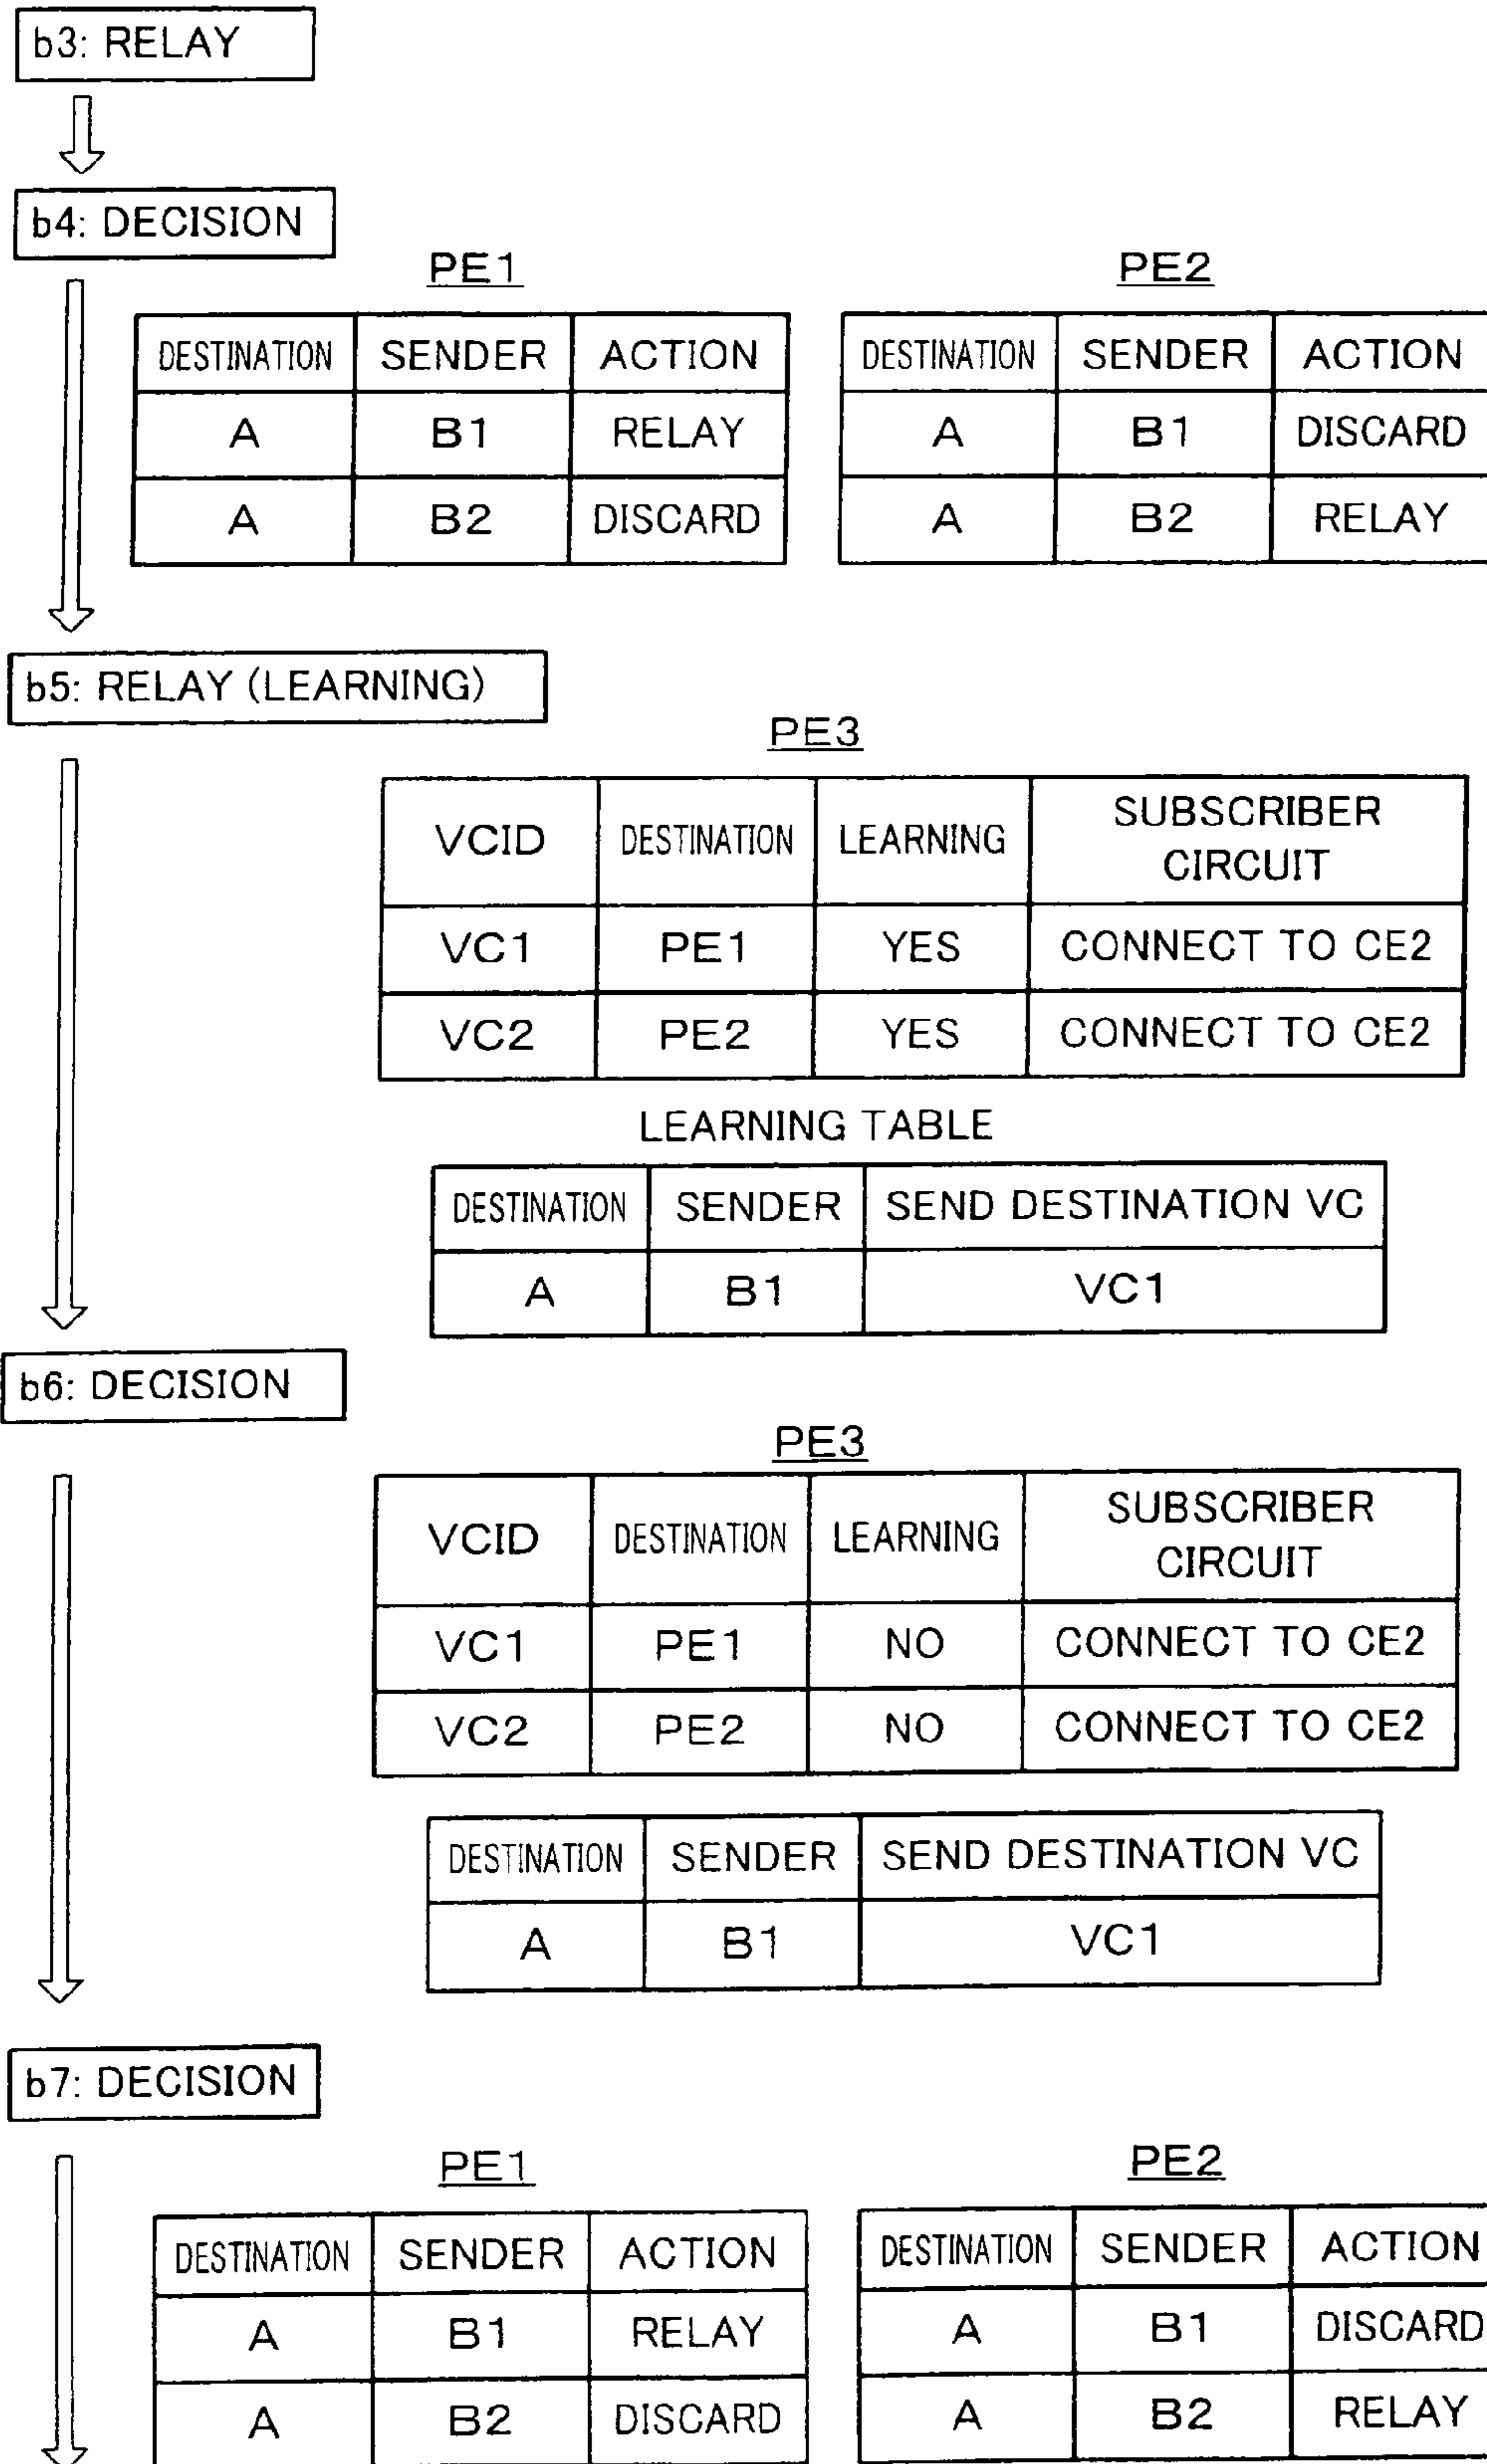 b3: RELAY
b4: DECISION
PE1
DESTINATION SENDER ACTION
A B1 RELAY
A B2 DISCARD
PE2
DESTINATION SENDER ACTION
A B1 DISCARD
A B2 RELAY
b5: RELAY (LEARNING)
PE3
VCID DESTINATION LEARNING SUBSCRIBER
CIRCUIT
VC1 PE1 YES CONNECT TO CE2
VC2 PE2 YES CONNECT TO CE2
LEARNING TABLE
DESTINATION SENDER SEND DESTINATION VC
A B1 VC1
b6: DECISION
PE3
VCID DESTINATION LEARNING SUBSCRIBER
CIRCUIT
VC1 PE1 NO CONNECT TO CE2
VC2 PE2 NO CONNECT TO CE2
DESTINATION SENDER SEND DESTINATION VC
A B1 VC1
b7: DECISION
PE1
DESTINATION SENDER ACTION
A B1 RELAY
A B2 DISCARD
PE2
DESTINATION SENDER ACTION
A B1 DISCARD
A B2 RELAY